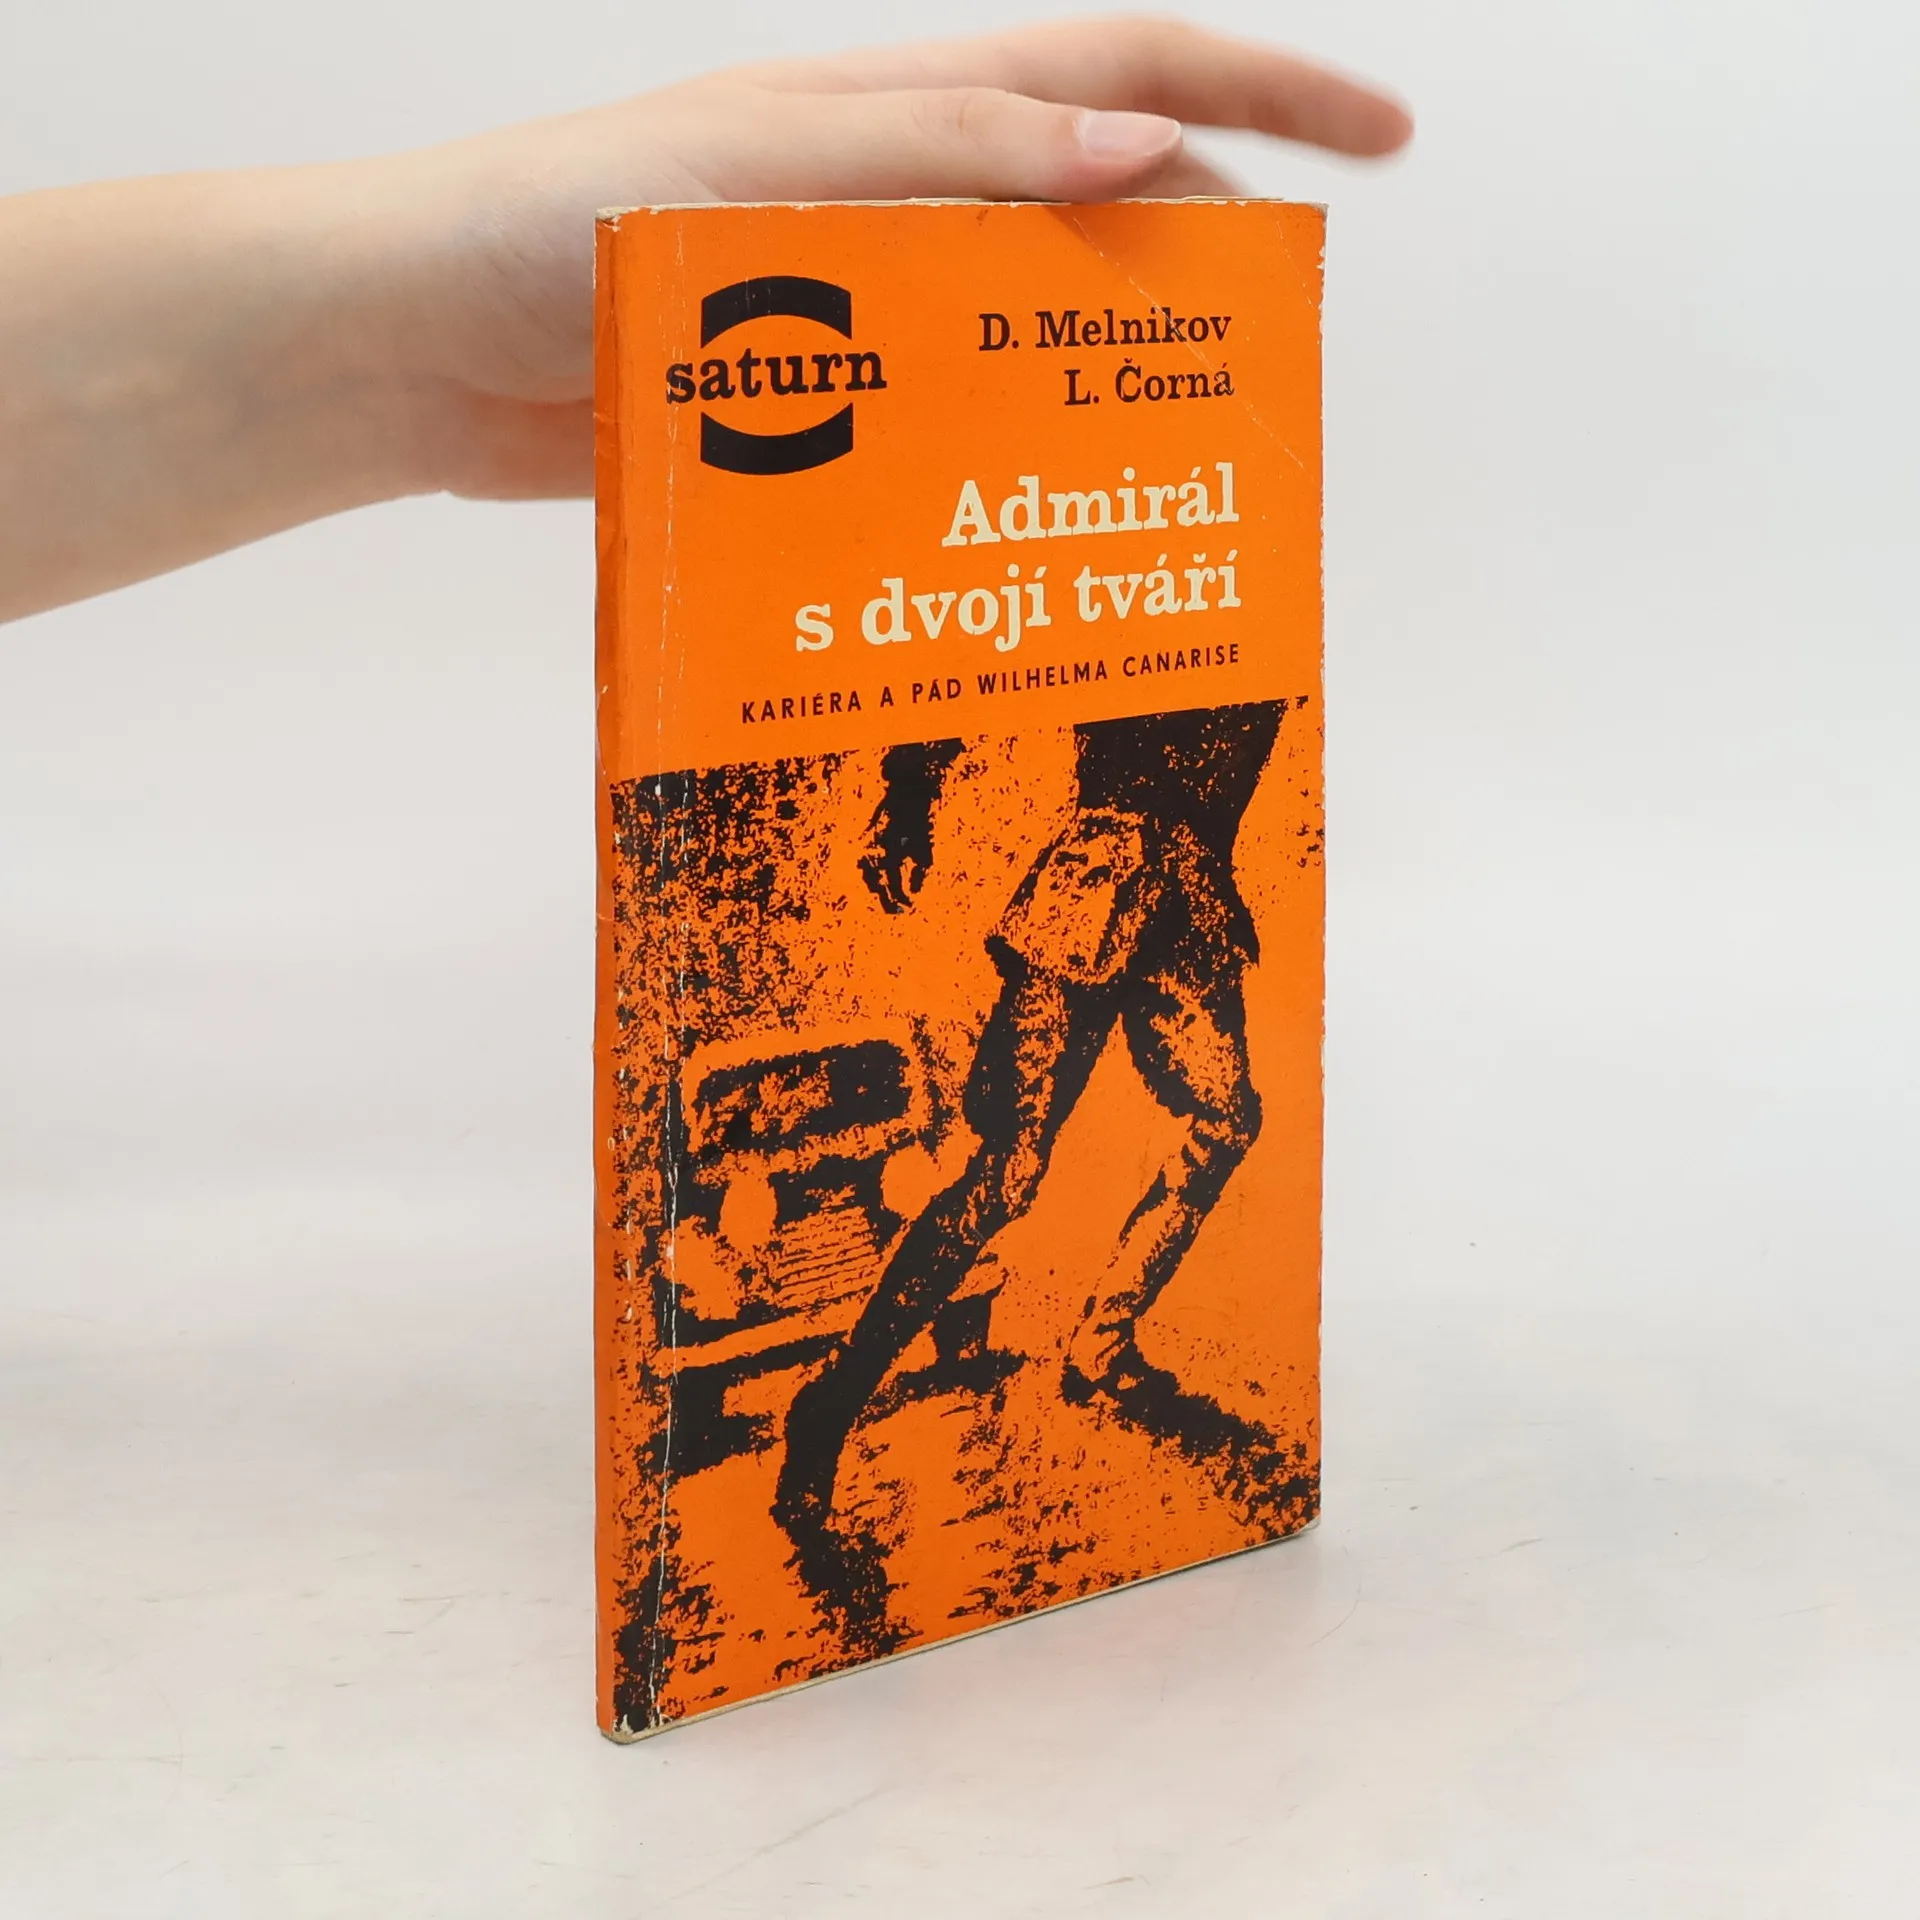 saturn
D. Melnikov
L. Čorná
Admirál
s dvojí tváří
KARIÉRA A PÁD WILHELMA CANARISE